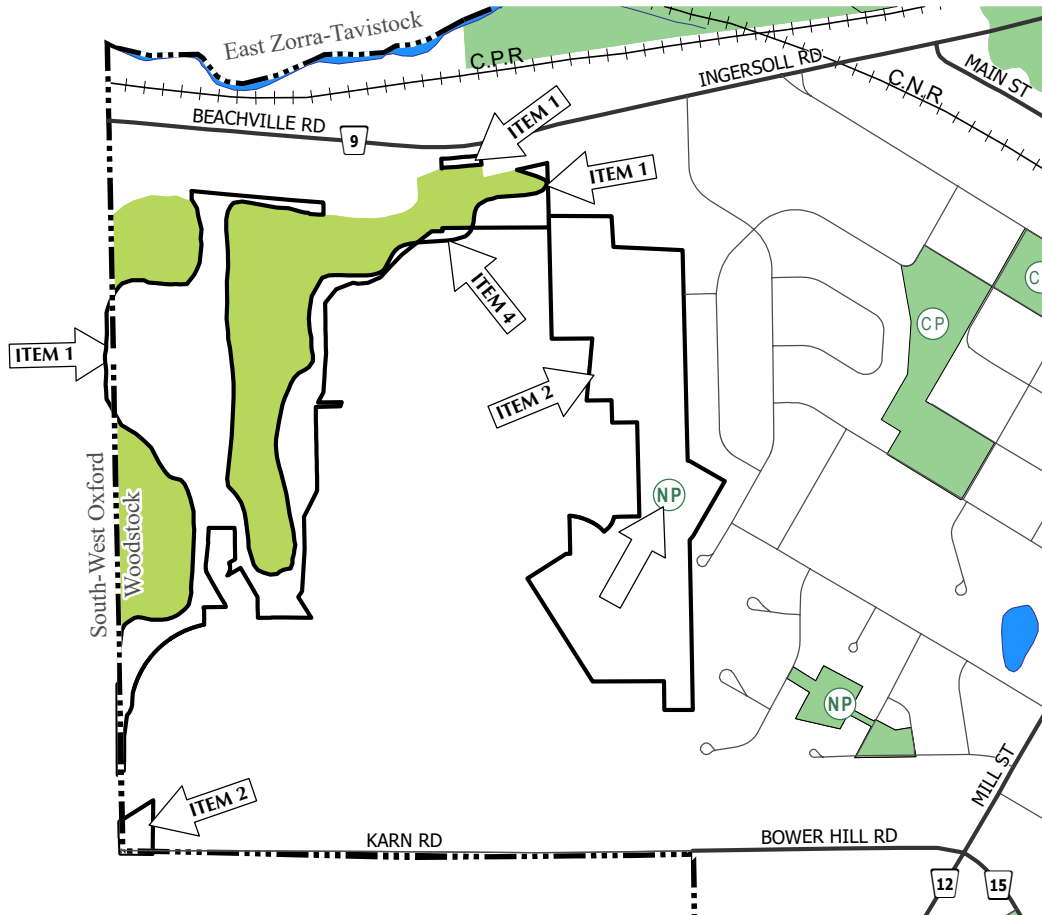 East Zorra-Tavistock
C.P.R
INGERSOLL RD
MAIN ST
C.N.R
BEACHVILLE RD
9
ITEM 1
ITEM 1
ITEM 4
ITEM 1
ITEM 2
C
CP
NP
South-West Oxford
Woodstock
NP
MILL ST
ITEM 2
KARN RD
BOWER HILL RD
12
15